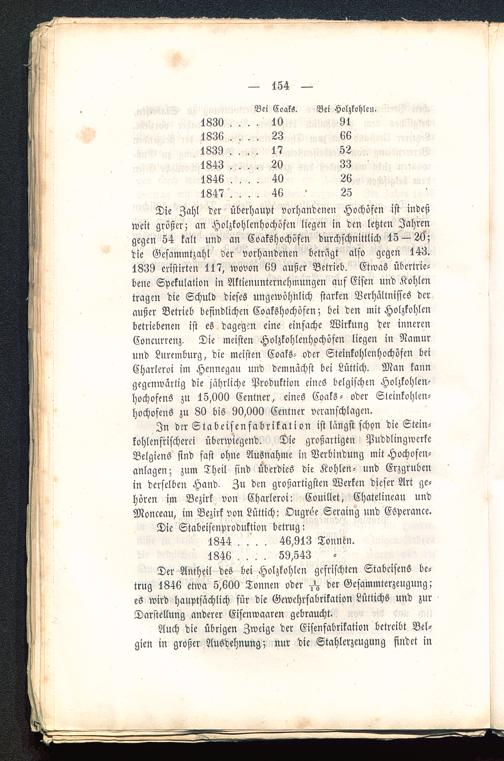 — 154 —
Bei Coaks. Bei Holzkohlen.
1830 . . . . 10 91
1836 . . . . 23 66
1839 . . . . 17 52
1843 . . . . 20 33
1846 . . . . 40 26
1847 . . . . 46 25
Die Zahl der überhaupt vorhandenen Hochöfen ist indeß
weit größer; an Holzkohlenhochöfen liegen in den letzten Jahren
gegen 54 kalt und an Coakshochöfen durchschnittlich 15—20;
die Gesammtzahl der vorhandenen beträgt also gegen 143.
1839 existirten 117, wovon 69 außer Betrieb. Etwas übertrie-
bene Spekulation in Aktienunternehmungen auf Eisen und Kohlen
tragen die Schuld dieses ungewöhnlich starken Verhältnisses der
außer Betrieb befindlichen Coakshochöfen; bei den mit Holzkohlen
betriebenen ist es dagegen eine einfache Wirkung der inneren
Concurrenz. Die meisten Holzkohlenhochöfen liegen in Namur
und Luxemburg, die meisten Coaks- oder Steinkohlenhochöfen bei
Charleroi im Hennegau und demnächst bei Lüttich. Man kann
gegenwärtig die jährliche Produktion eines belgischen Holzkohlen-
hochofens zu 15,000 Centner, eines Coaks- oder Steinkohlen-
hochofens zu 80 bis 90,000 Centner veranschlagen.
In der Stabeisenfabrikation ist längst schon die Stein-
kohlenfrischerei überwiegend. Die großartigen Puddlingwerke
Belgiens sind fast ohne Ausnahme in Verbindung mit Hochofen-
anlagen; zum Theil sind überdies die Kohlen- und Erzgruben
in derselben Hand. Zu den großartigsten Werken dieser Art ge-
hören im Bezirk von Charleroi: Couillet, Chatelineau und
Monceau, im Bezirk von Lüttich: Ougrée Seraing und Esperance.
Die Stabeisenproduktion betrug:
1844 . . . . 46,913 Tonnen.
1846 . . . . 59,543 „
Der Antheil des bei Holzkohlen gefrischten Stabeisens be-
trug 1846 etwa 5,600 Tonnen oder 1/10 der Gesammterzeugung;
es wird hauptsächlich für die Gewehrfabrikation Lüttichs und zur
Darstellung anderer Eisenwaaren gebraucht.
Auch die übrigen Zweige der Eisenfabrikation betreibt Bel-
gien in großer Ausdehnung; nur die Stahlerzeugung findet in